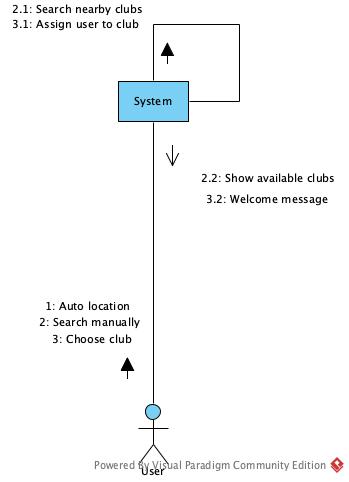 2.1: Search nearby clubs
3.1: Assign user to club
System
2.2: Show available clubs
3.2: Welcome message
1: Auto location
2: Search manually
3: Choose club
Powered By Visual Paradigm Community Edition
User